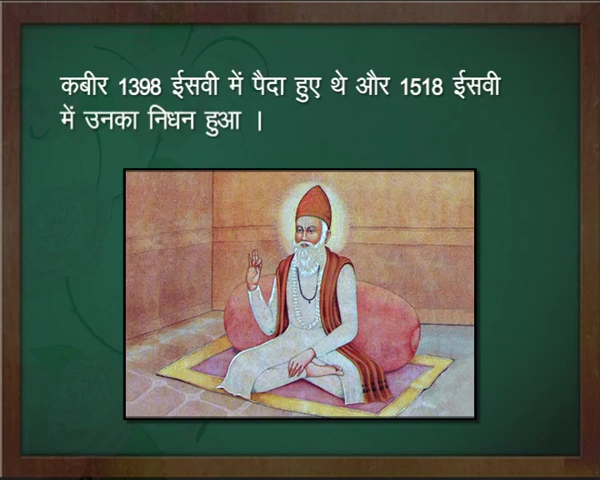 कबीर 1398 ईसवी में पैदा हुए थे और 1518 ईसवी
में उनका निधन हुआ ।